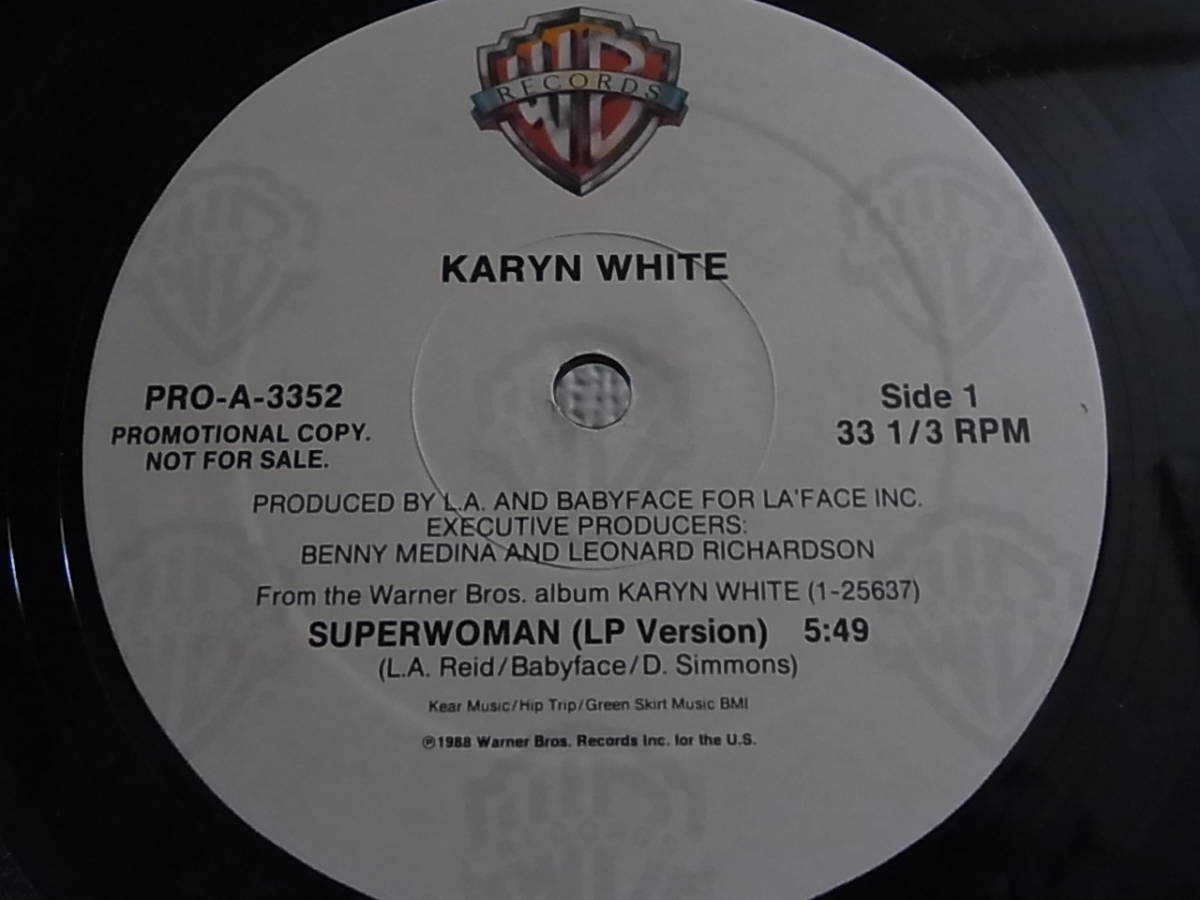 WB
RECORDS
KARYN WHITE
PRO-A-3352
PROMOTIONAL COPY.
NOT FOR SALE.
Side 1
33 1/3 RPM
PRODUCED BY L.A. AND BABYFACE FOR LA'FACE INC.
EXECUTIVE PRODUCERS:
BENNY MEDINA AND LEONARD RICHARDSON
From the Warner Bros. album KARYN WHITE (1-25637)
SUPERWOMAN (LP Version) 5:49
(L.A. Reid/Babyface/D. Simmons)
Kear Music/Hip Trip/Green Skirt Music BMI
℗1988 Warner Bros. Records Inc. for the U.S.